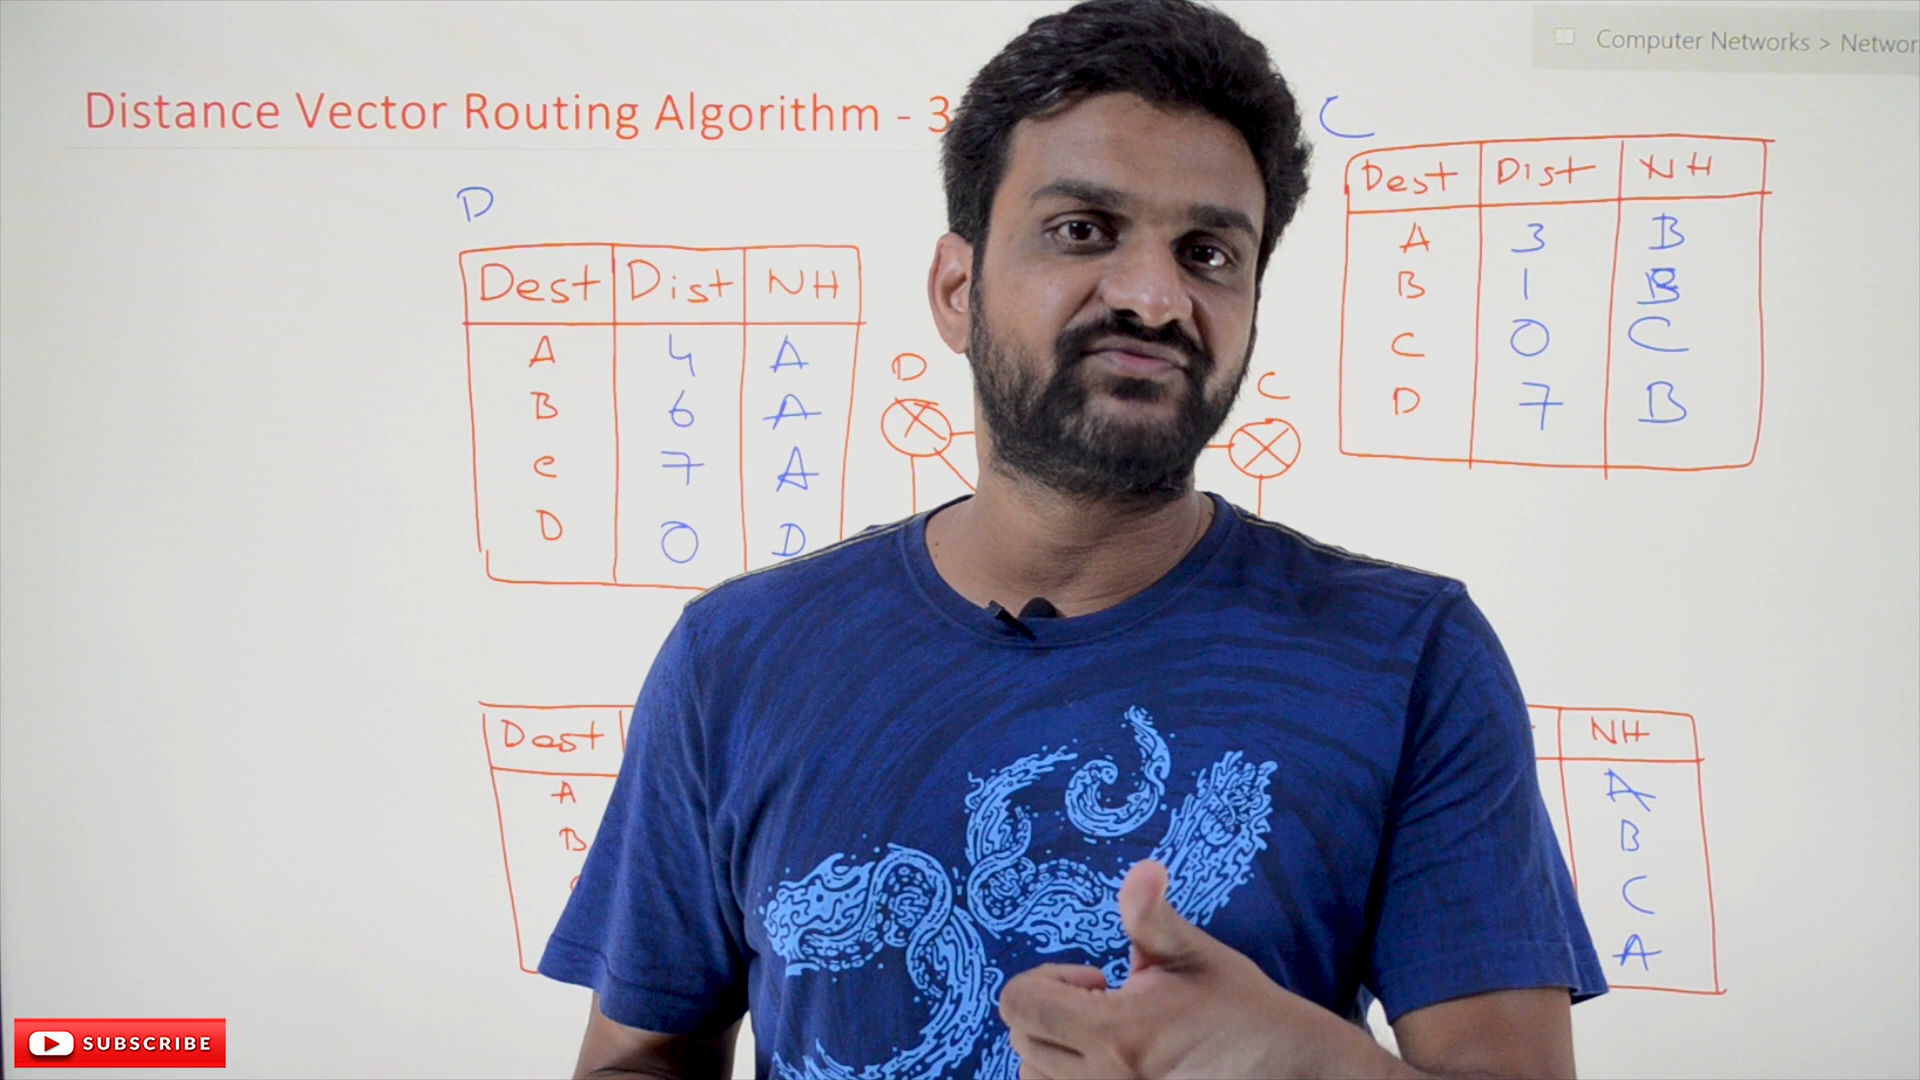 Computer Networks > Networ
Distance Vector Routing Algorithm - 3
D
Dest Dist NH
A 4 A
B 6 A
C 7 A
D 0 D
D
C
C
Dest Dist NH
A 3 B
B 1 B
C 0 C
D 7 B
Dest
A
B
NH
A
B
C
A
SUBSCRIBE